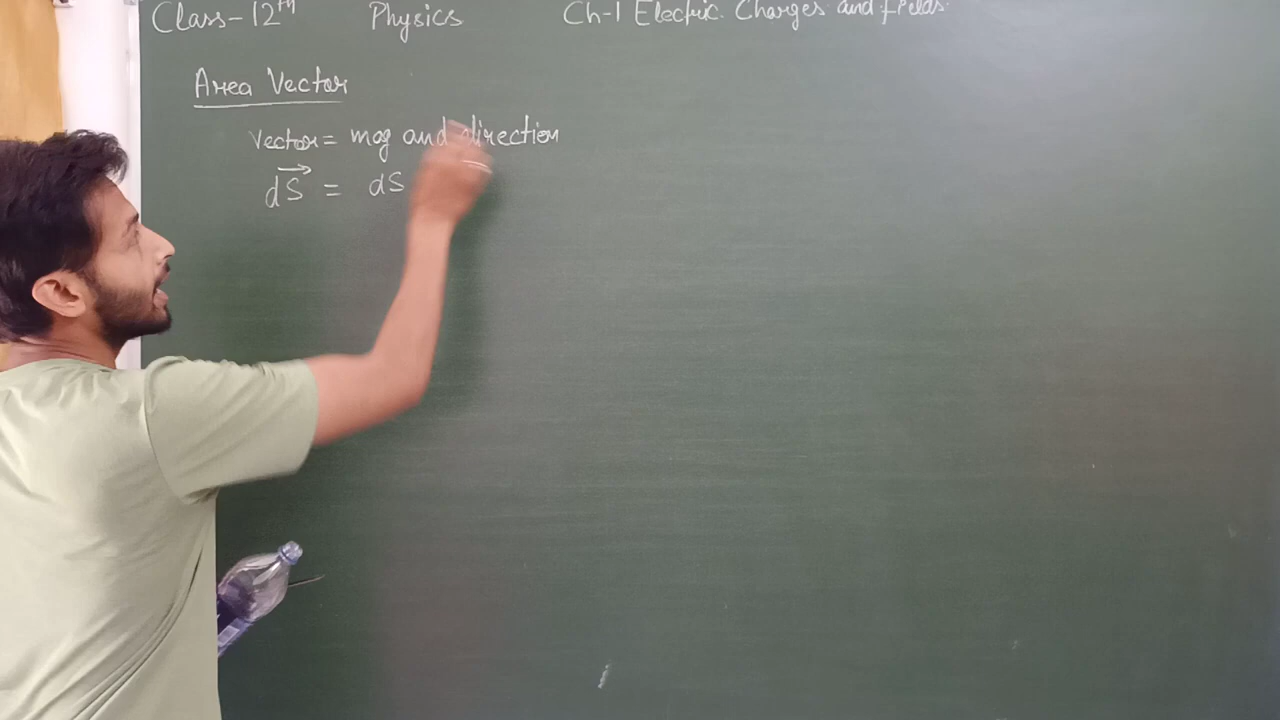 Class-12th Physics Ch-1 Electric Charges and fields
Area Vector
Vector = mag and direction
dS⃗ = dS